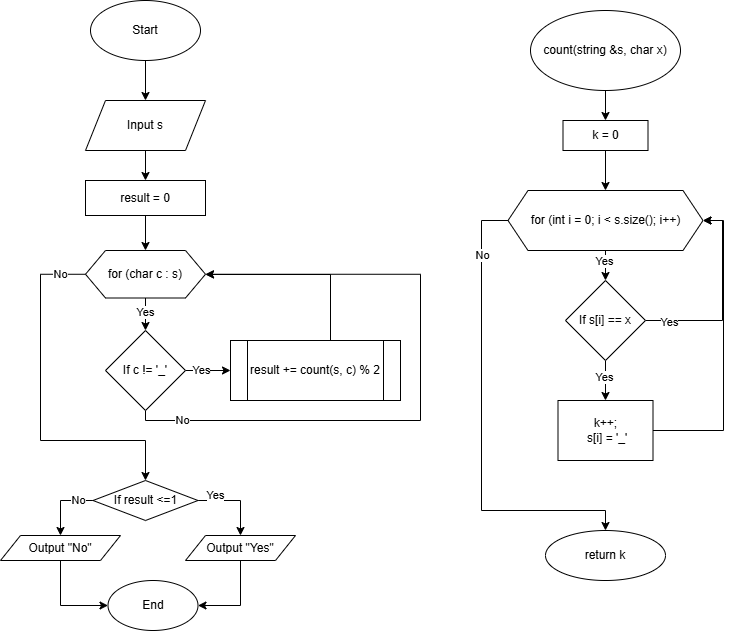 Start
Input s
result = 0
for (char c : s)
No
Yes
If c != '_'
Yes
result += count(s, c) % 2
No
If result <=1
No
Yes
Output "No"
Output "Yes"
End
count(string &s, char x)
k = 0
for (int i = 0; i < s.size(); i++)
No
Yes
If s[i] == x
Yes
Yes
k++;
s[i] = '_'
return k